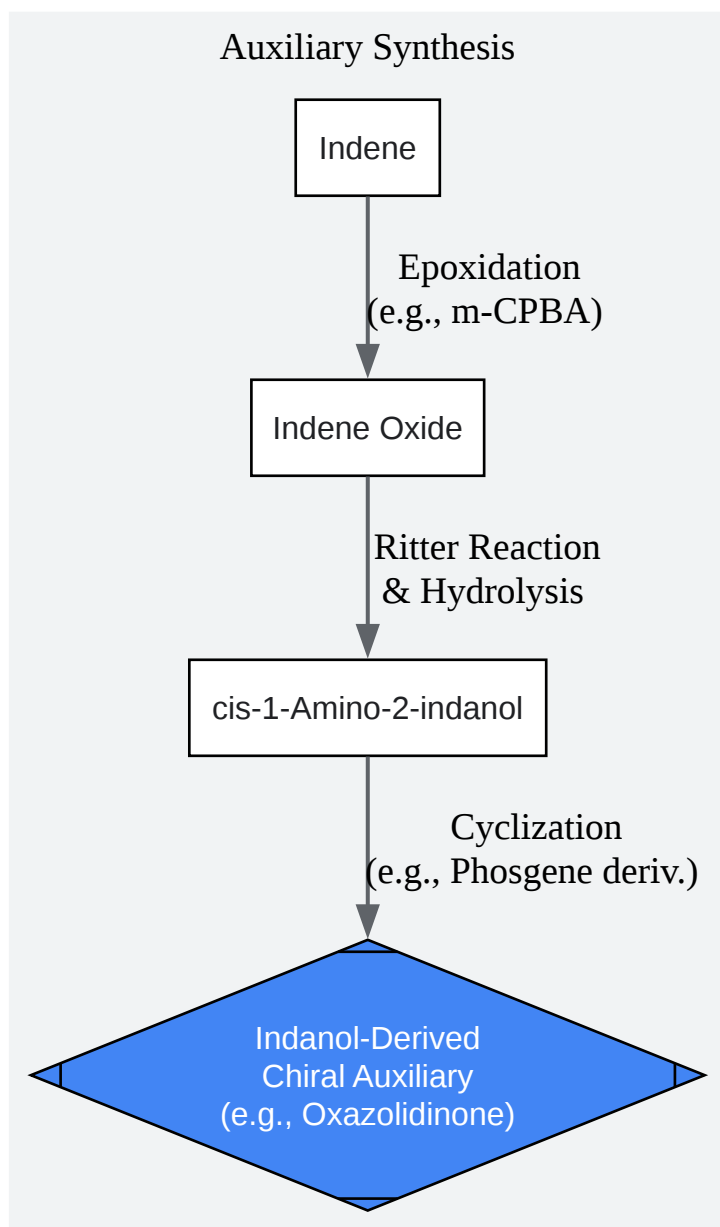 Auxiliary Synthesis
Indene
Epoxidation
(e.g., m-CPBA)
Indene Oxide
Ritter Reaction
& Hydrolysis
cis-1-Amino-2-indanol
Cyclization
(e.g., Phosgene deriv.)
Indanol-Derived
Chiral Auxiliary
(e.g., Oxazolidinone)